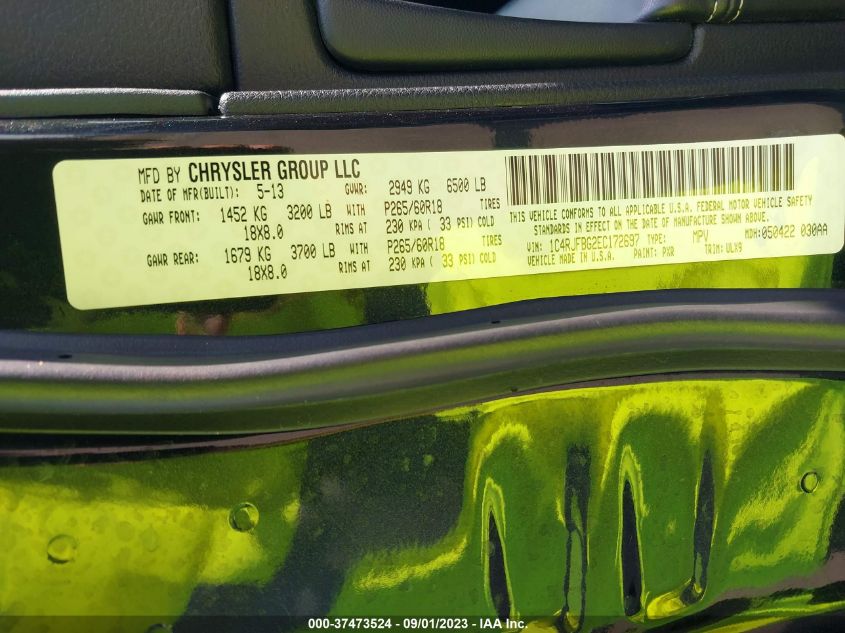 MFD BY CHRYSLER GROUP LLC
DATE OF MFR(BUILT): 5-13 GVWR: 2949 KG 6500 LB
GAWR FRONT: 1452 KG 3200 LB WITH P265/60R18 TIRES
18X8.0 RIMS AT 230 KPA ( 33 PSI) COLD
GAWR REAR: 1679 KG 3700 LB WITH P265/60R18 TIRES
18X8.0 RIMS AT 230 KPA ( 33 PSI) COLD
THIS VEHICLE CONFORMS TO ALL APPLICABLE U.S.A. FEDERAL MOTOR VEHICLE SAFETY
STANDARDS IN EFFECT ON THE DATE OF MANUFACTURE SHOWN ABOVE.
VIN: 1C4RJFBG2EC172697 TYPE: MPV MDH:050422 030AA
VEHICLE MADE IN U.S.A. PAINT: PXR TRIM: ULX9
000-37473524 - 09/01/2023 - IAA Inc.